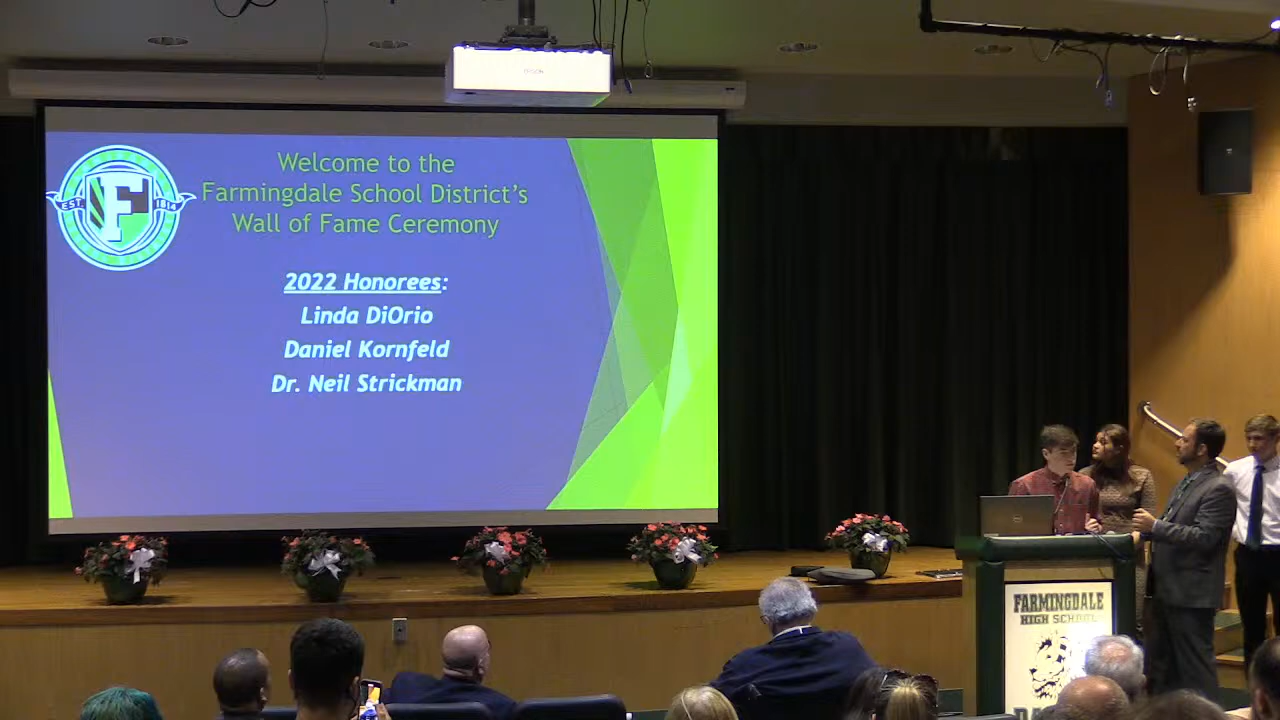 EPSON
Welcome to the
Farmingdale School District's
Wall of Fame Ceremony
EST 1814
F
2022 Honorees:
Linda DiOrio
Daniel Kornfeld
Dr. Neil Strickman
FARMINGDALE
HIGH SCHOOL